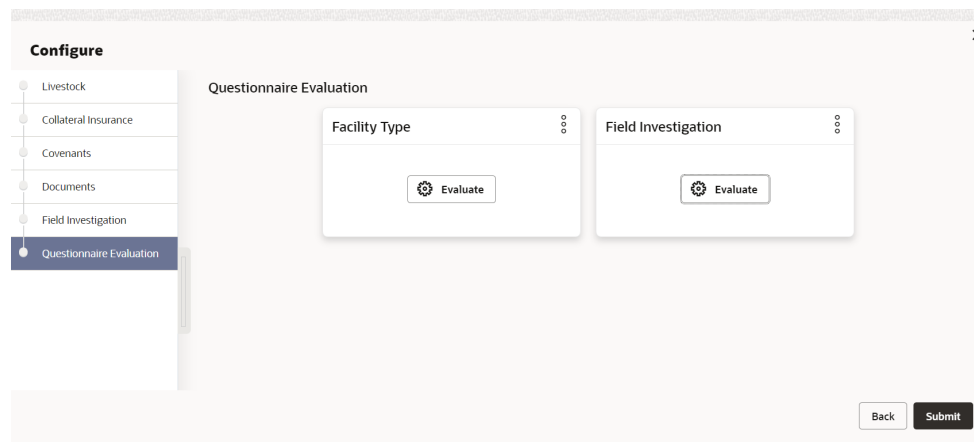 Configure
Livestock
Collateral Insurance
Covenants
Documents
Field Investigation
Questionnaire Evaluation
Questionnaire Evaluation
Facility Type
Evaluate
Field Investigation
Evaluate
Back
Submit